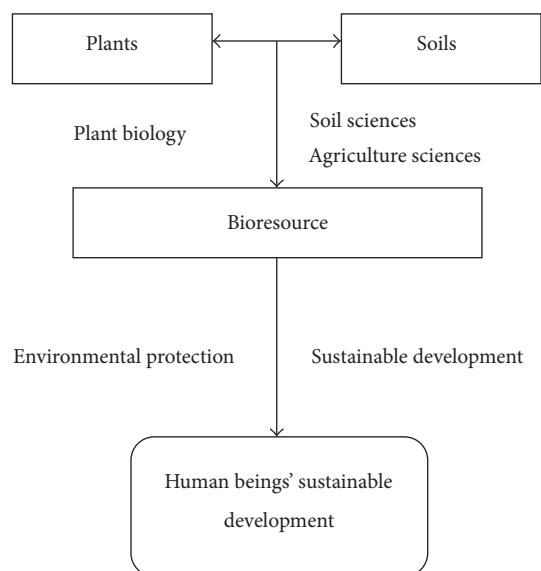 Plants
Soils
Plant biology
Soil sciences
Agriculture sciences
Bioresource
Environmental protection
Sustainable development
Human beings’ sustainable
development